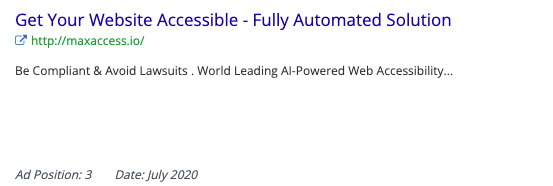 Get Your Website Accessible - Fully Automated Solution
http://maxaccess.io/
Be Compliant & Avoid Lawsuits . World Leading AI-Powered Web Accessibility...
Ad Position: 3 Date: July 2020